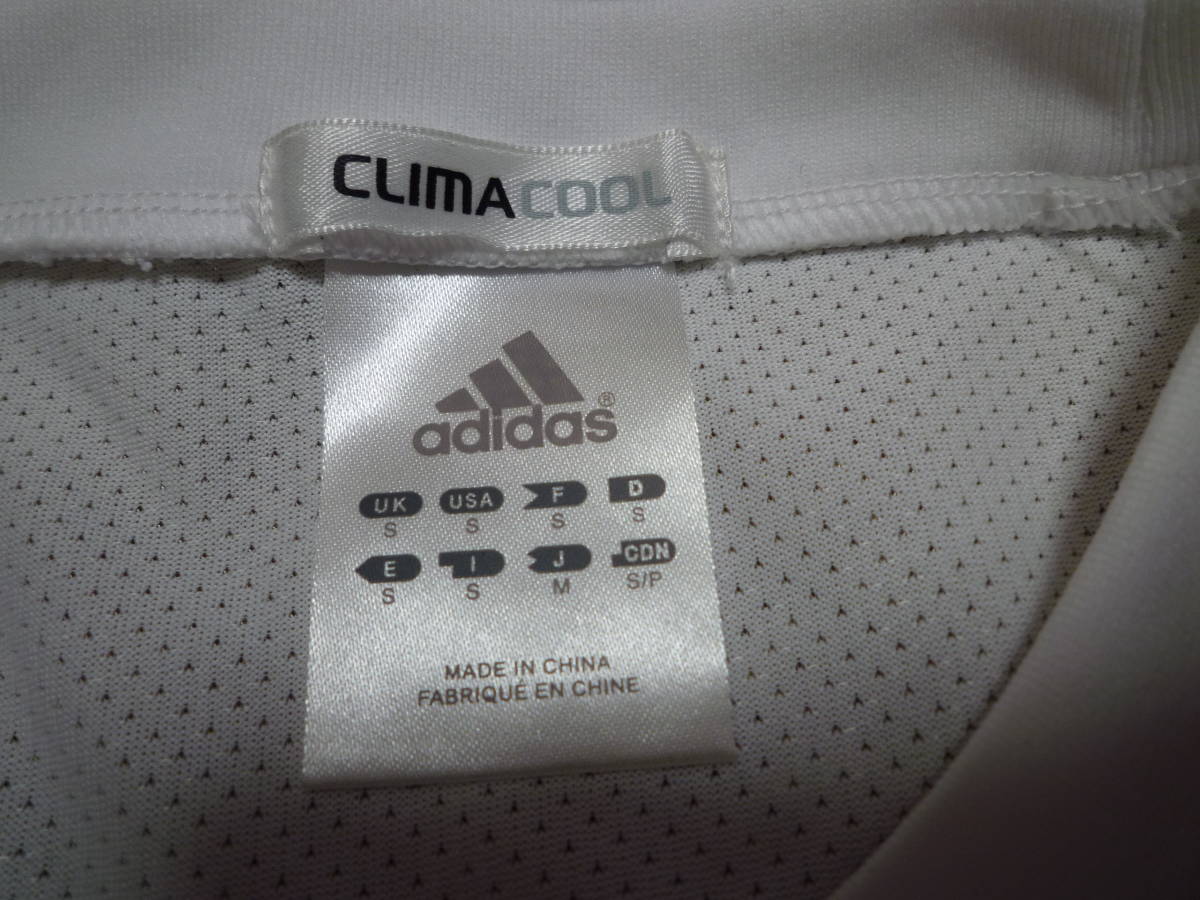 CLIMACOOL
adidas®
UK USA F D
S S S S
E I J CDN
S S M S/P
MADE IN CHINA
FABRIQUÉ EN CHINE